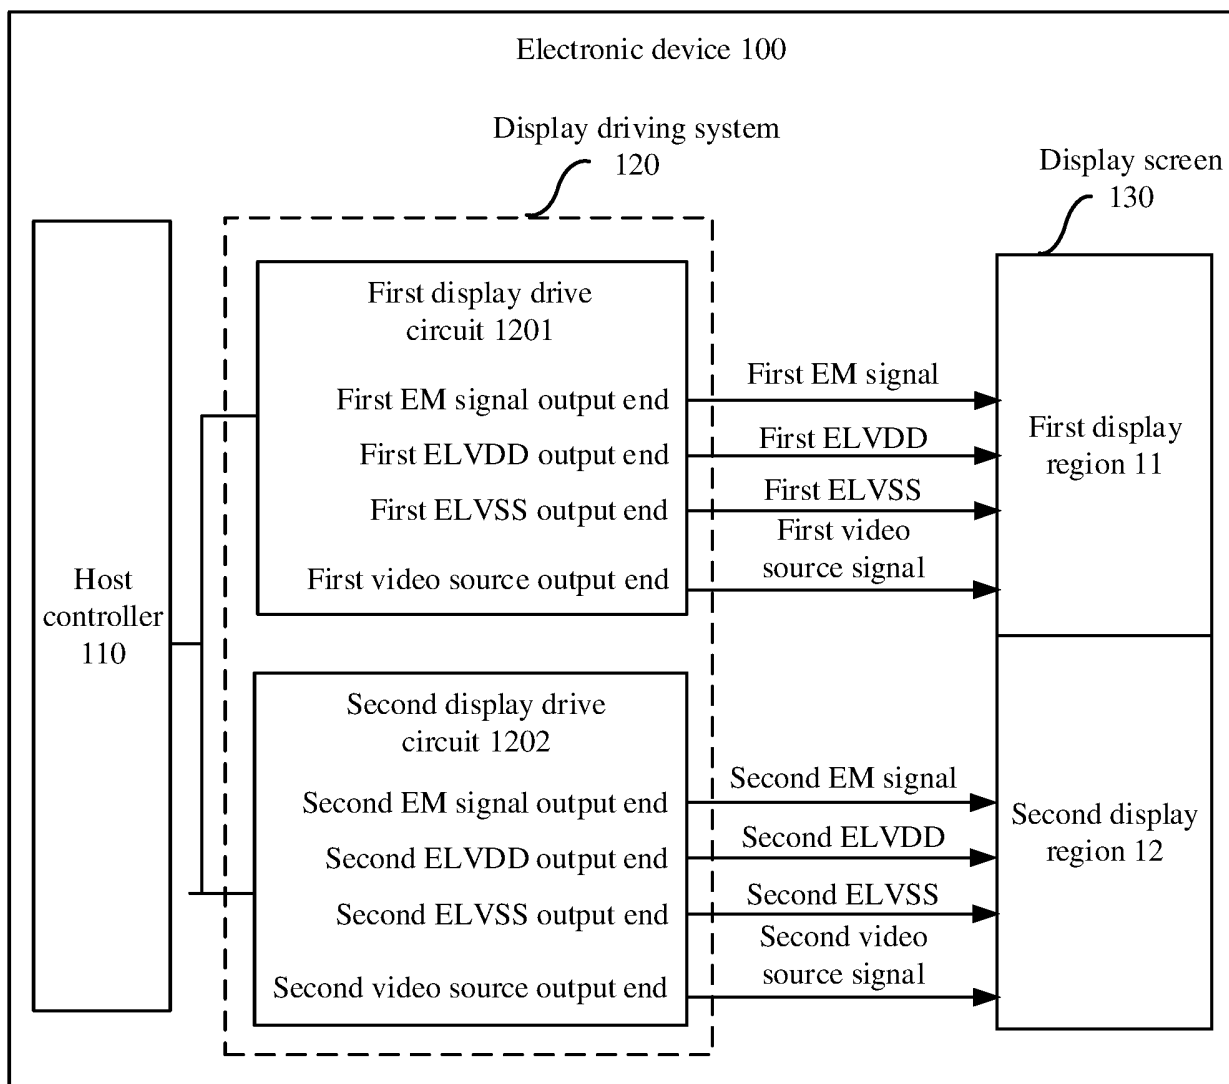 Electronic device 100
Display driving system
120
Display screen
130
Host
controller
110
First display drive
circuit 1201
First EM signal output end
First ELVDD output end
First ELVSS output end
First video source output end
First EM signal
First ELVDD
First ELVSS
First video
source signal
First display
region 11
Second display drive
circuit 1202
Second EM signal output end
Second ELVDD output end
Second ELVSS output end
Second video source output end
Second EM signal
Second ELVDD
Second ELVSS
Second video
source signal
Second display
region 12